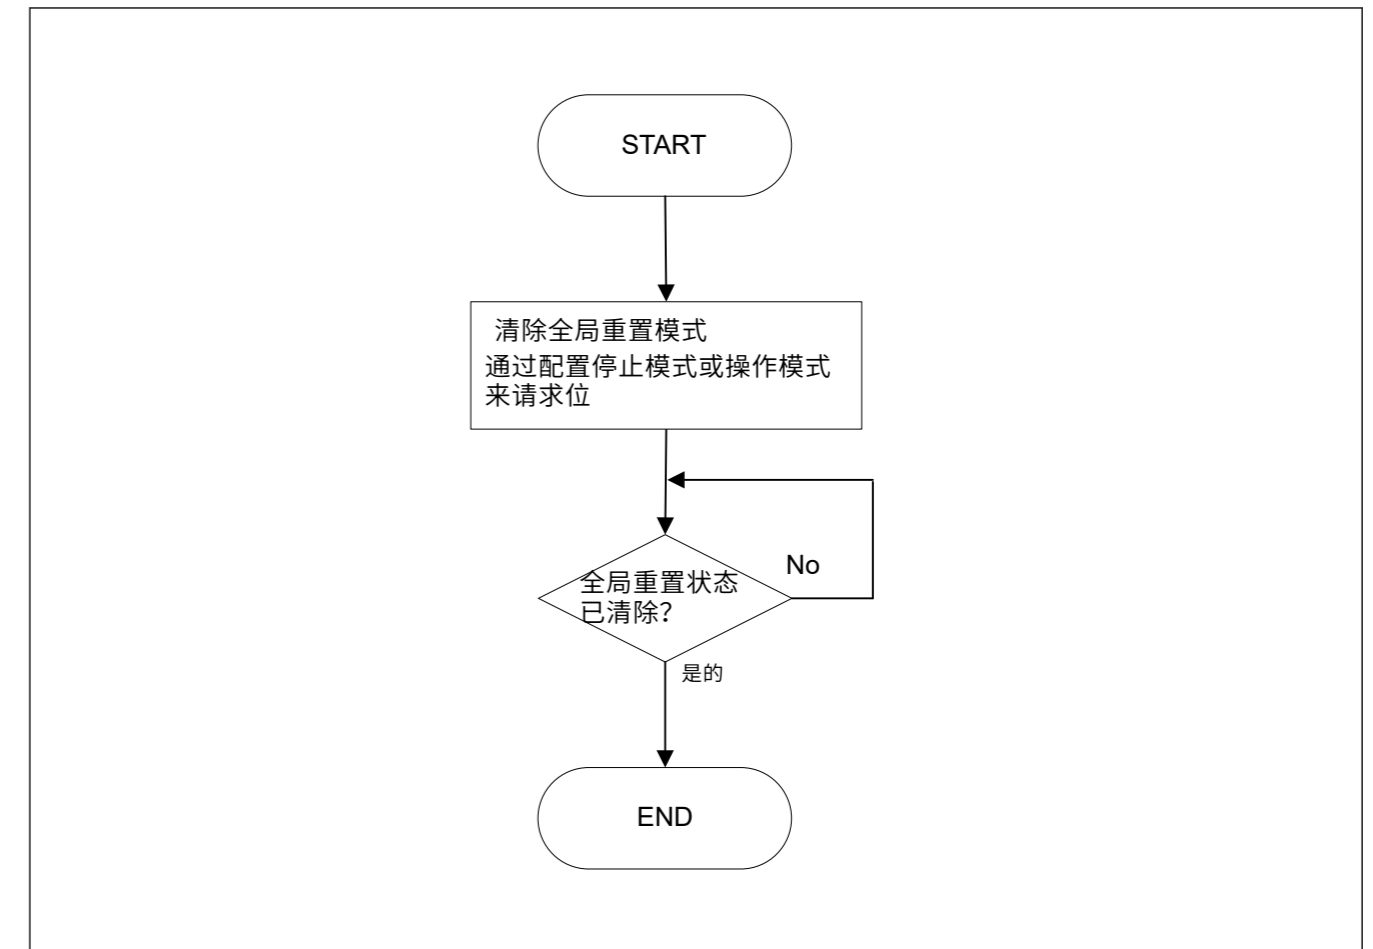 START
清除全局重置模式
通过配置停止模式或操作模式
来请求位
No
全局重置状态
已清除？
是的
END